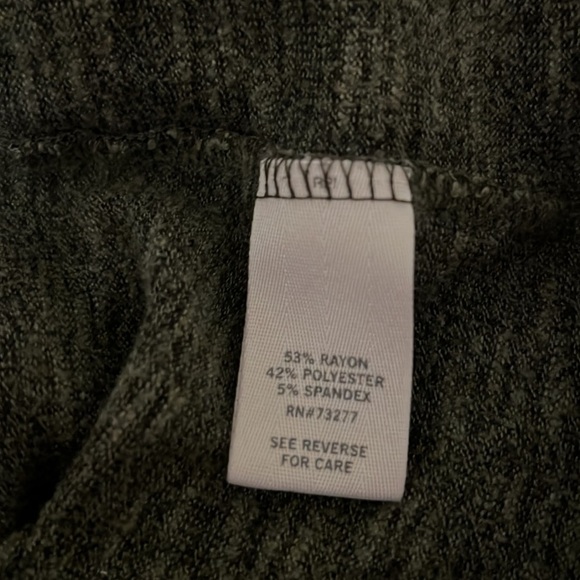 53% RAYON
42% POLYESTER
5% SPANDEX
RN#73277
SEE REVERSE
FOR CARE